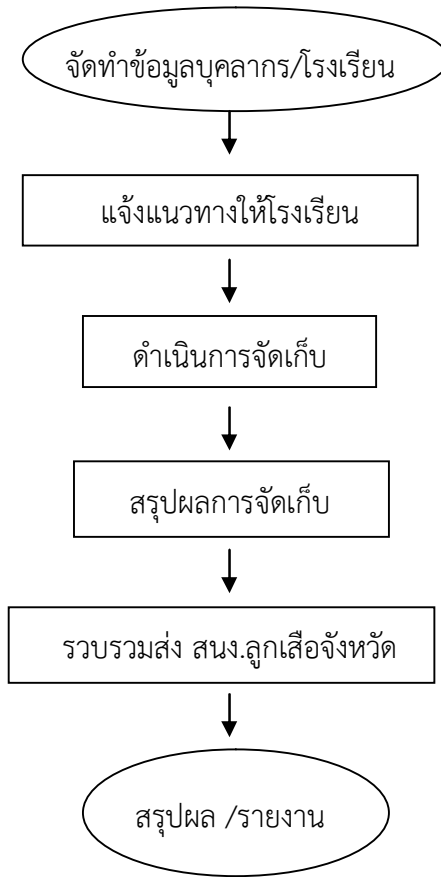 จัดทำข้อมูลบุคลากร/โรงเรียน
แจ้งแนวทางให้โรงเรียน
ดำเนินการจัดเก็บ
สรุปผลการจัดเก็บ
รวบรวมส่ง สนง.ลูกเสือจังหวัด
สรุปผล /รายงาน